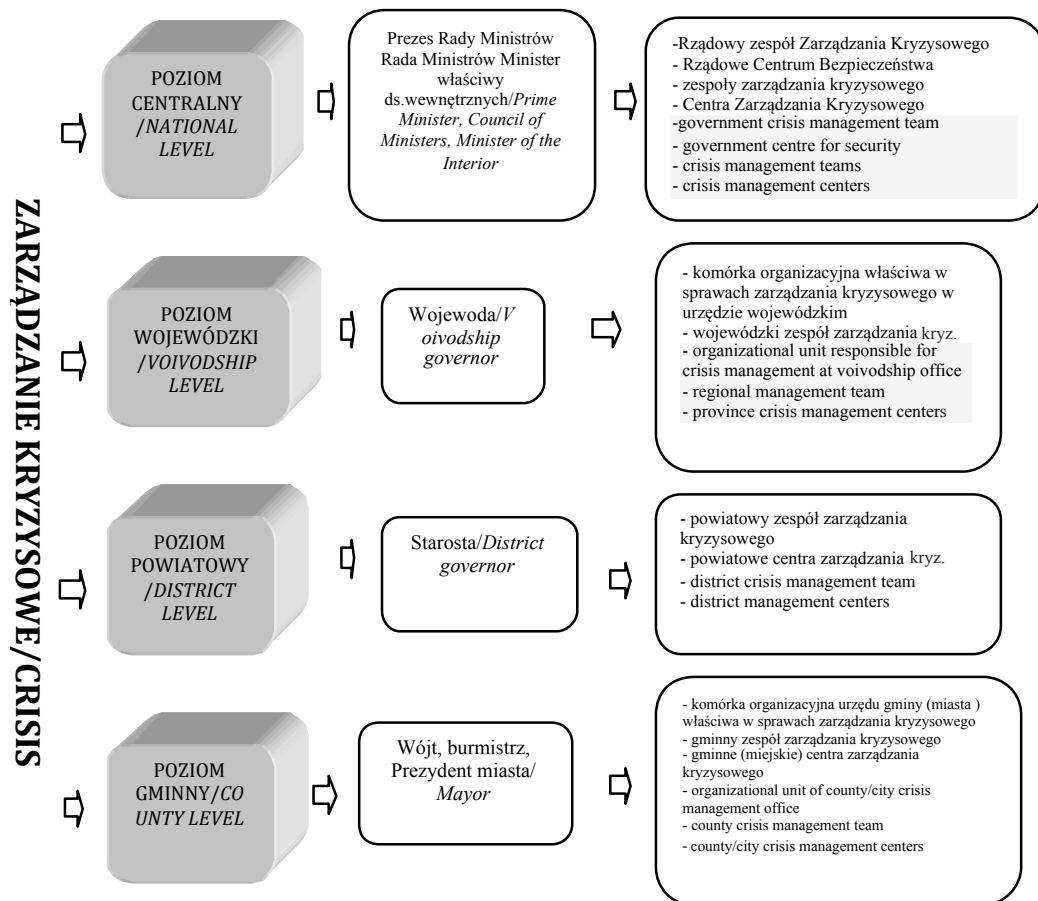 ZARZĄDZANIE KRYZYSOWE/CRISIS
POZIOM
CENTRALNY
/NATIONAL
LEVEL
Prezes Rady Ministrów
Rada Ministrów Minister
właściwy
ds.wewnętrznych/Prime
Minister, Council of
Ministers, Minister of the
Interior
-Rządowy zespół Zarządzania Kryzysowego
- Rządowe Centrum Bezpieczeństwa
- zespoły zarządzania kryzysowego
- Centra Zarządzania Kryzysowego
-government crisis management team
- government centre for security
- crisis management teams
- crisis management centers
POZIOM
WOJEWÓDZKI
/VOIVODSHIP
LEVEL
Wojewoda/V
oivodship
governor
- komórka organizacyjna właściwa w
sprawach zarządzania kryzysowego w
urzędzie wojewódzkim
- wojewódzki zespół zarządzania kryz.
- organizational unit responsible for
crisis management at voivodship office
- regional management team
- province crisis management centers
POZIOM
POWIATOWY
/DISTRICT
LEVEL
Starosta/District
governor
- powiatowy zespół zarządzania
kryzysowego
- powiatowe centra zarządzania kryz.
- district crisis management team
- district management centers
POZIOM
GMINNY/CO
UNTY LEVEL
Wójt, burmistrz,
Prezydent miasta/
Mayor
- komórka organizacyjna urzędu gminy (miasta )
właściwa w sprawach zarządzania kryzysowego
- gminny zespół zarządzania kryzysowego
- gminne (miejskie) centra zarządzania
kryzysowego
- organizational unit of county/city crisis
management office
- county crisis management team
- county/city crisis management centers